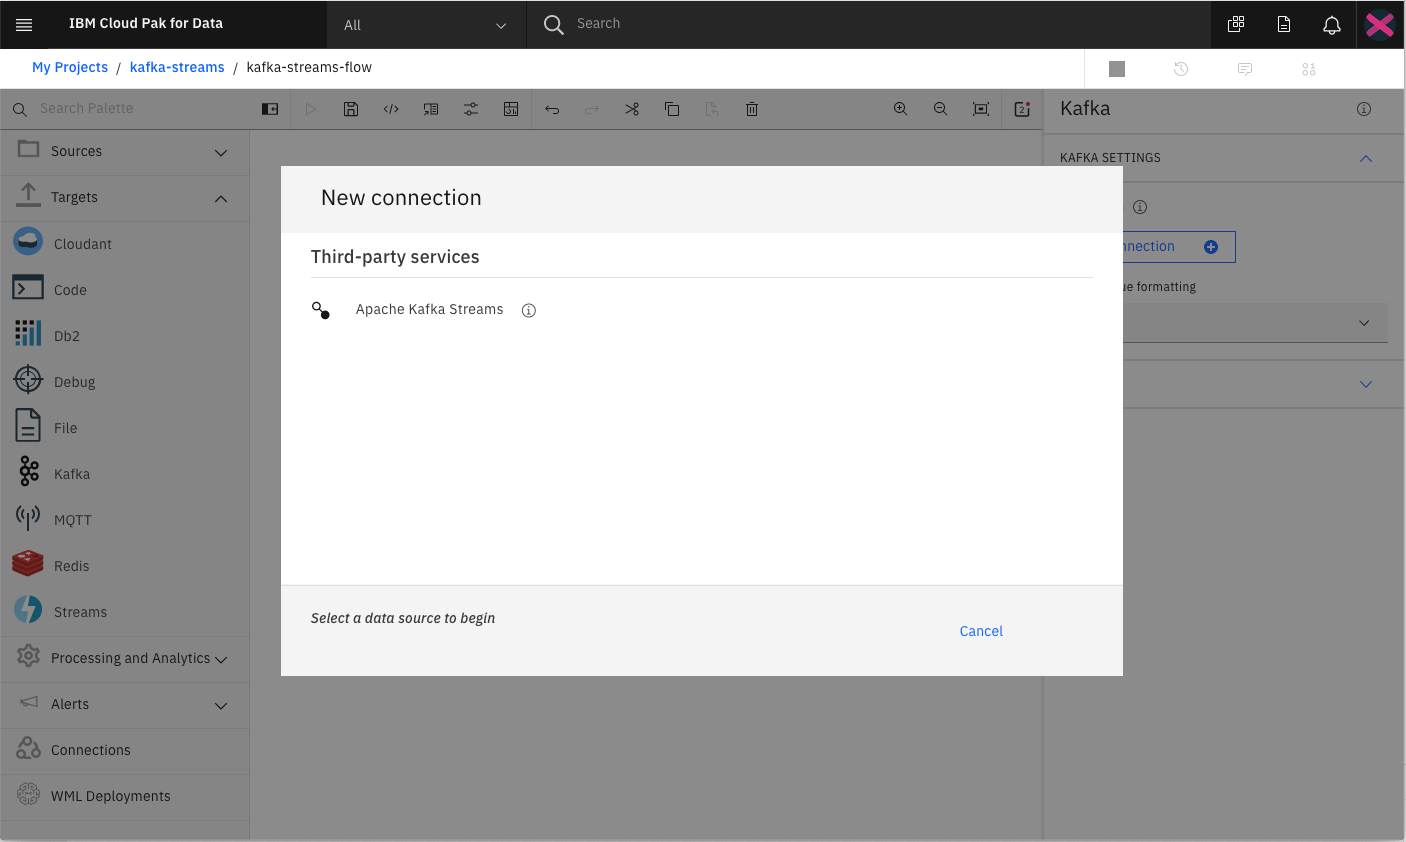 IBM Cloud Pak for Data
All
Search
My Projects / kafka-streams / kafka-streams-flow
Search Palette
Kafka
Sources
KAFKA SETTINGS
Targets
New connection
Cloudant
Third-party services
nnection
Code
ue formatting
Apache Kafka Streams
Db2
Debug
File
Kafka
MQTT
Redis
Streams
Select a data source to begin
Cancel
Processing and Analytics
Alerts
Connections
WML Deployments